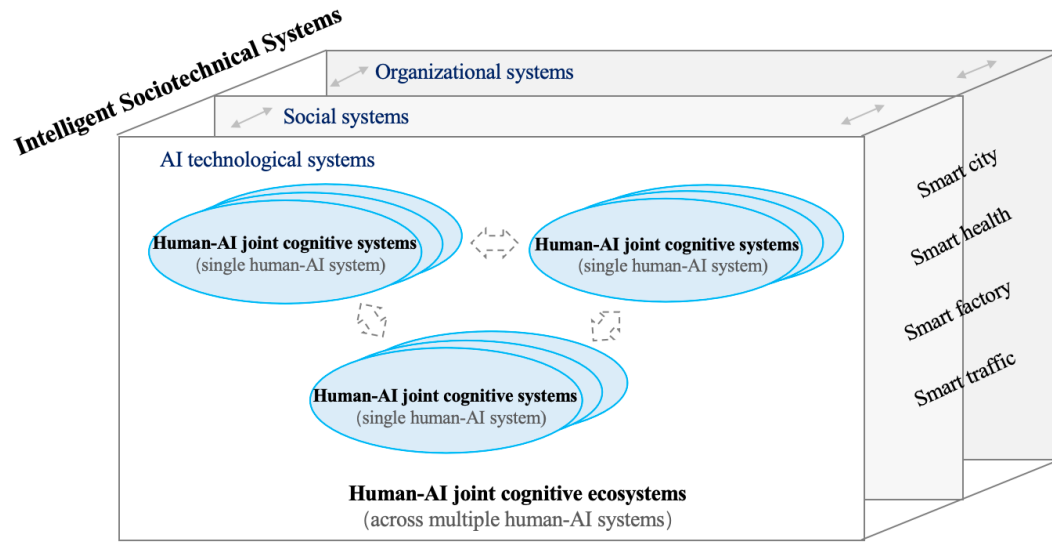 Intelligent Sociotechnical Systems
Organizational systems
Social systems
AI technological systems
Human-AI joint cognitive systems
(single human-AI system)
Human-AI joint cognitive systems
(single human-AI system)
Human-AI joint cognitive systems
(single human-AI system)
Human-AI joint cognitive ecosystems
(across multiple human-AI systems)
Smart city
Smart health
Smart factory
Smart traffic